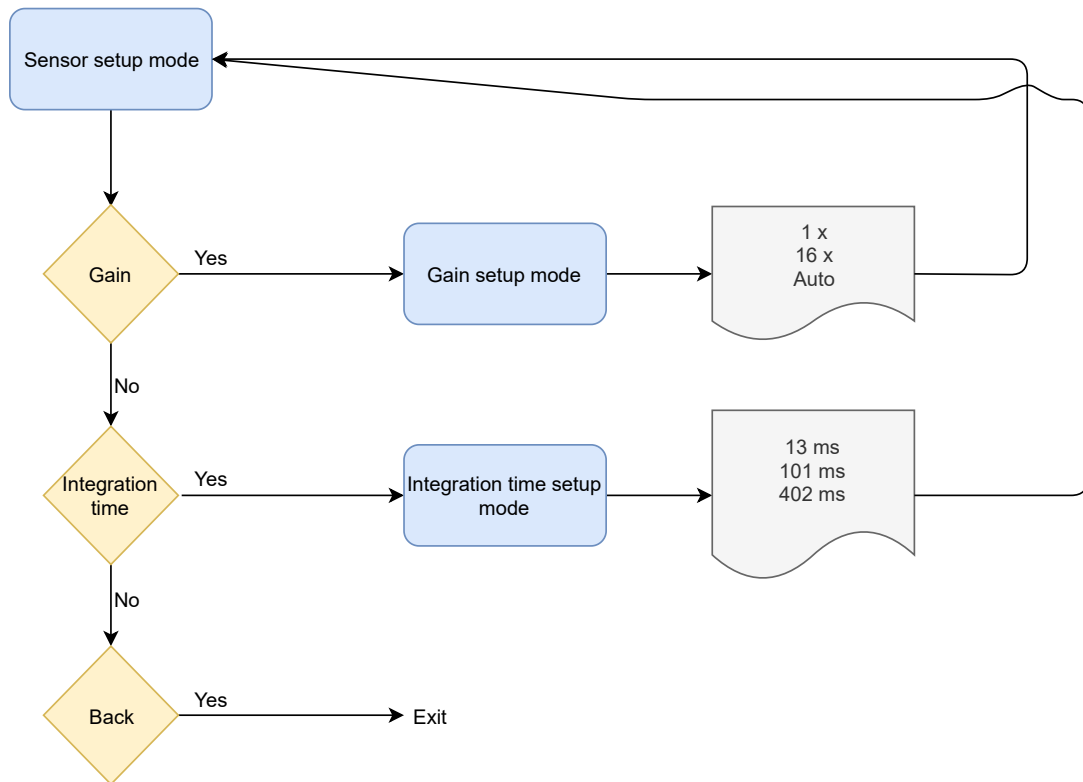 Sensor setup mode
Gain
Yes
Gain setup mode
1 x
16 x
Auto
No
Integration
time
Yes
Integration time setup
mode
13 ms
101 ms
402 ms
No
Back
Yes
Exit